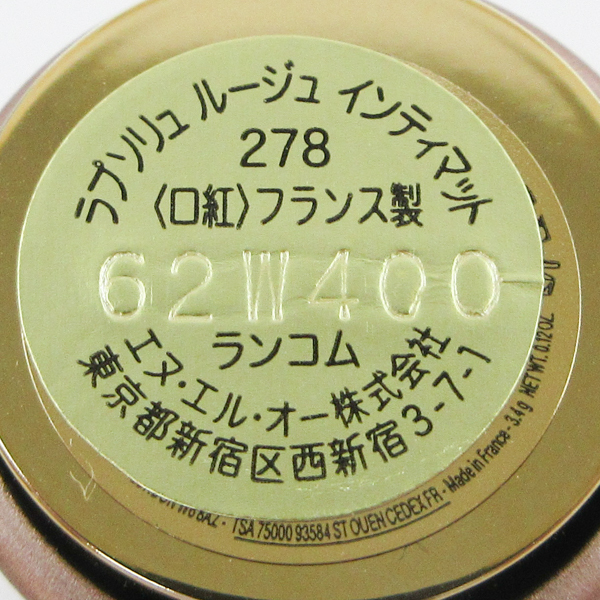 ラプソリュ ルージュ インティマット
278
〈口紅〉フランス製
62W400
ランコム
エヌ・エル・オー株式会社
東京都新宿区西新宿3-7-1
TSA 75000 93584 ST OUEN CEDEX FR - Made in France - 3.4g NET WT. 0.12 OZ.